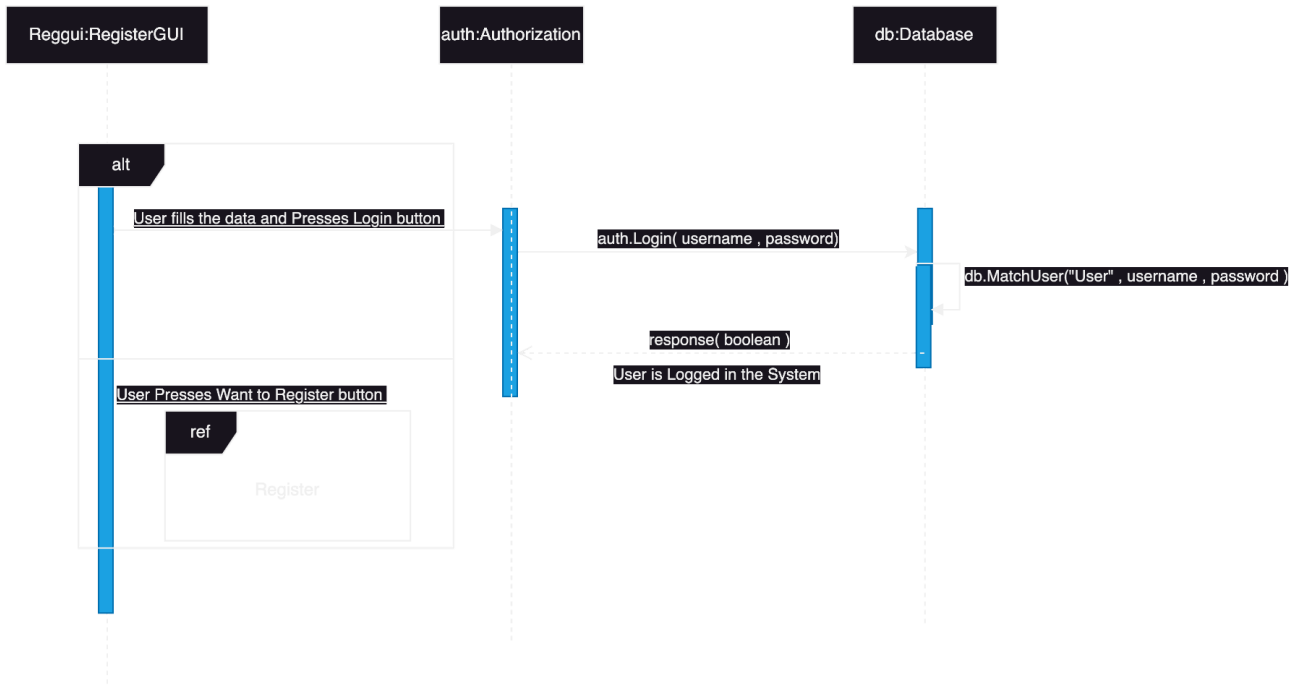 Reggui:RegisterGUI
auth:Authorization
db:Database
alt
User fills the data and Presses Login button
auth.Login( username , password)
db.MatchUser("User" , username , password )
response( boolean )
User is Logged in the System
User Presses Want to Register button
ref
Register